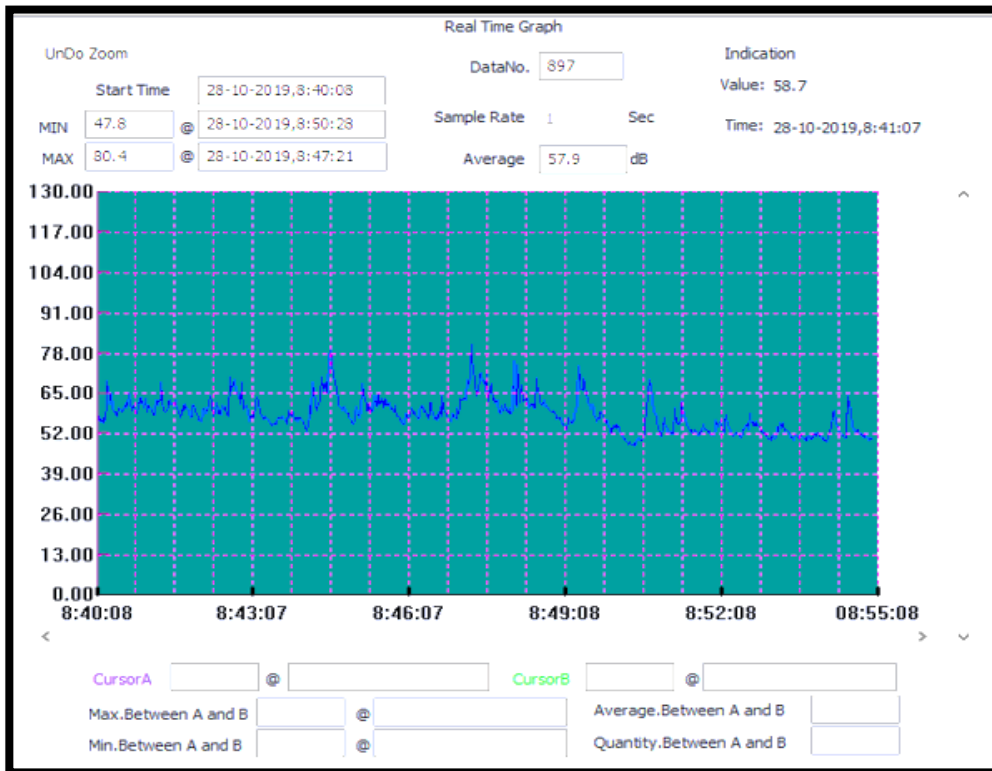 Real Time Graph
UnDo Zoom
DataNo. 897
Indication
Value: 58.7
Start Time 28-10-2019,8:40:08
MIN 47.8 @ 28-10-2019,8:50:28
Sample Rate 1 Sec
Time: 28-10-2019,8:41:07
MAX 80.4 @ 28-10-2019,8:47:21
Average 57.9 dB
130.00
117.00
104.00
91.00
78.00
65.00
52.00
39.00
26.00
13.00
0.00
8:40:08 8:43:07 8:46:07 8:49:08 8:52:08 08:55:08
CursorA @ CursorB @
Max.Between A and B @ Average.Between A and B
Min.Between A and B @ Quantity.Between A and B